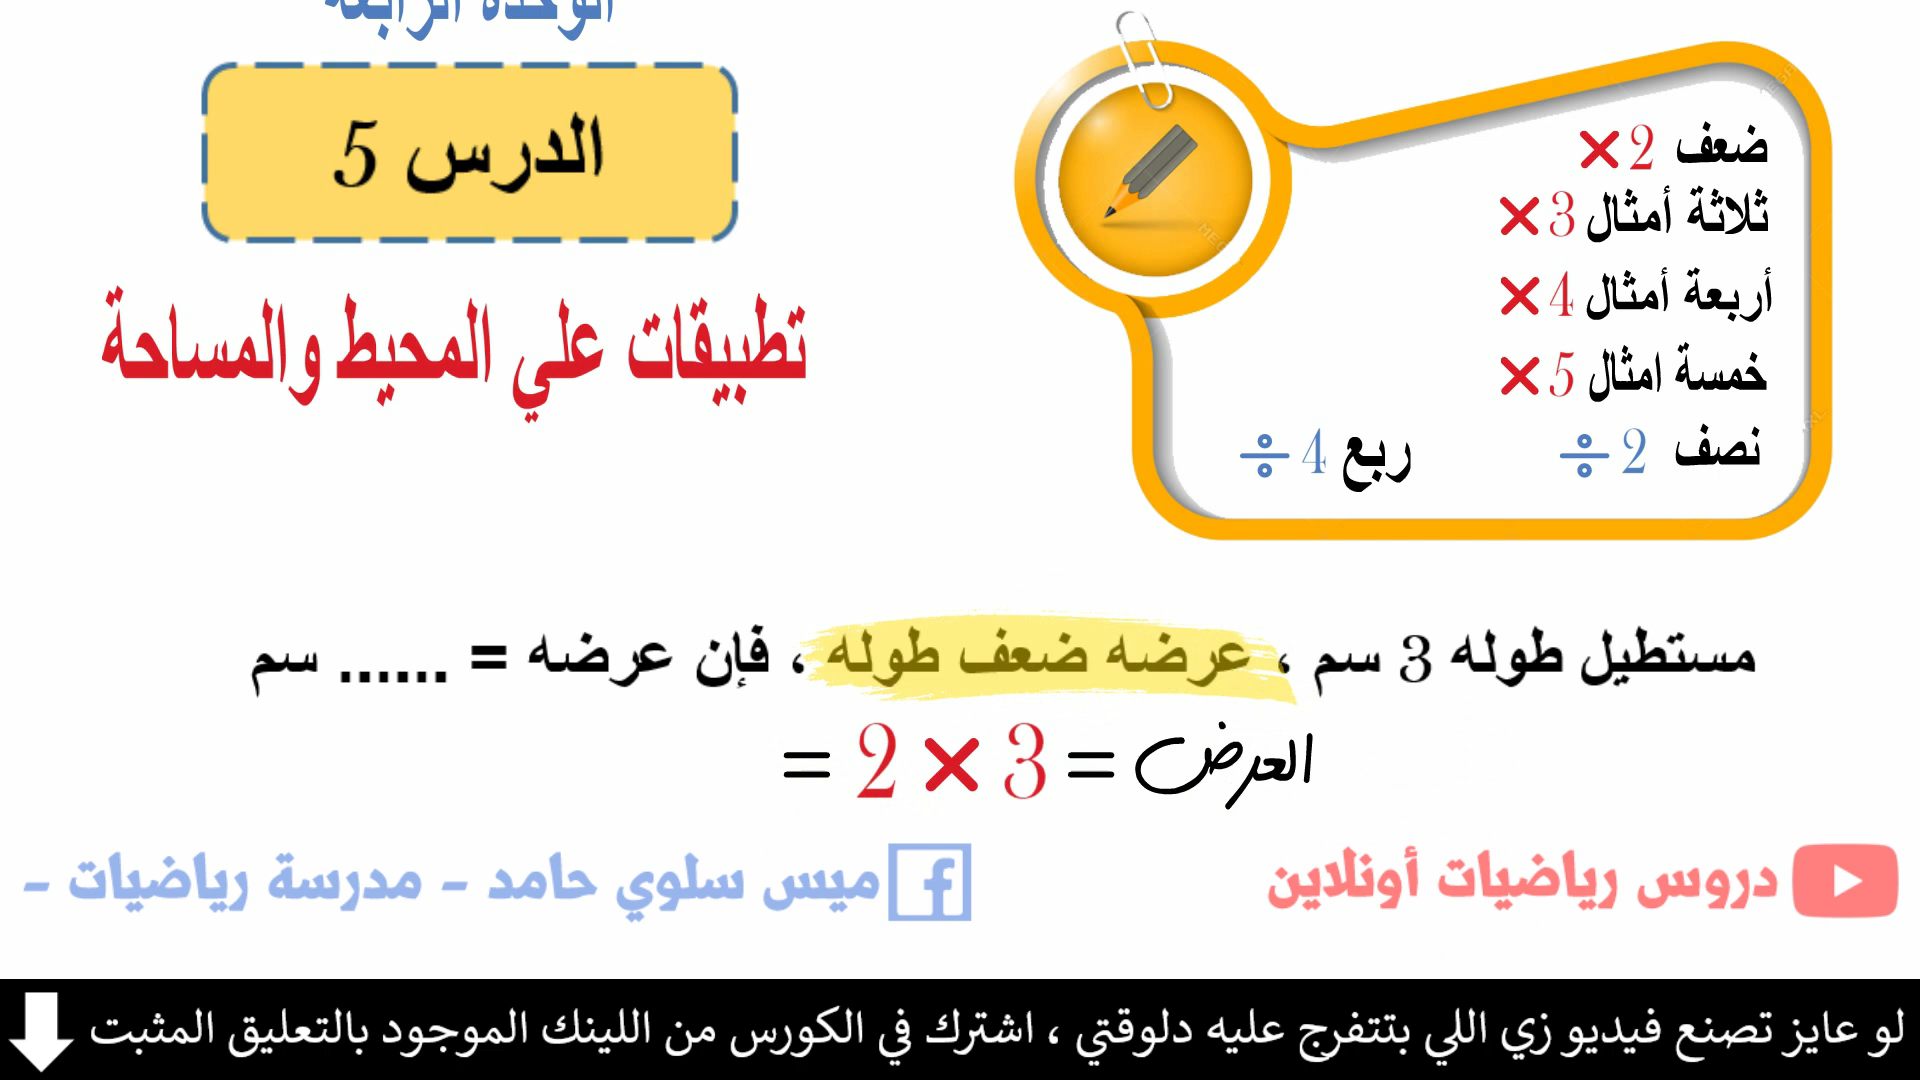 الوحدة الرابعة
الدرس 5
تطبيقات علي المحيط والمساحة
ضعف 2 ×
ثلاثة أمثال 3 ×
أربعة أمثال 4 ×
خمسة امثال 5 ×
نصف 2 ÷ ربع 4 ÷
مستطيل طوله 3 سم ، عرضه ضعف طوله ، فإن عرضه = ...... سم
العرض = 3 × 2 =
دروس رياضيات أونلاين
ميس سلوي حامد - مدرسة رياضيات -
لو عايز تصنع فيديو زي اللي بتتفرج عليه دلوقتي ، اشترك في الكورس من اللينك الموجود بالتعليق المثبت